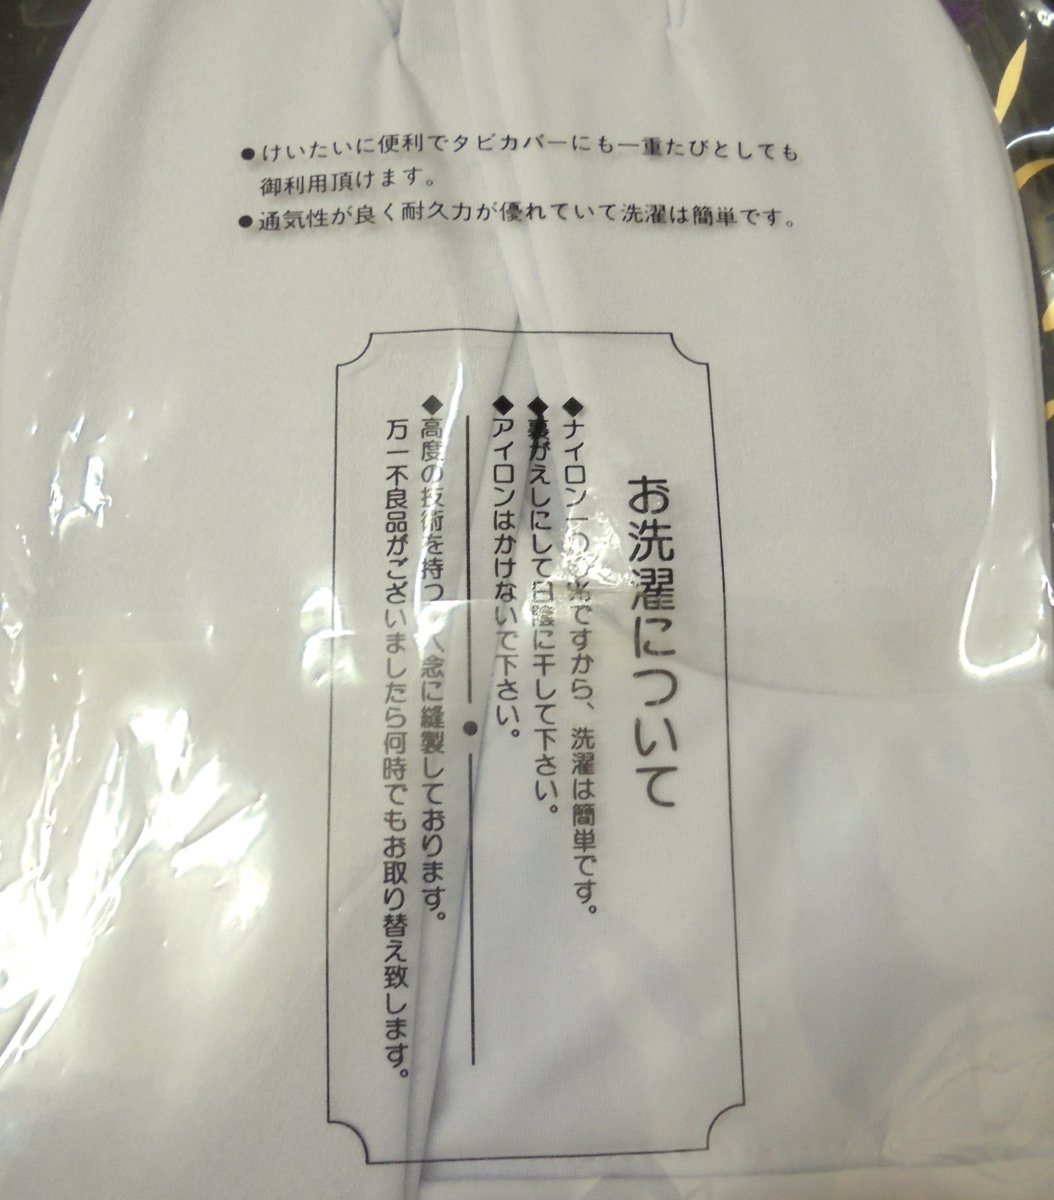 ●けいたいに便利でタビカバーにも一重たびとしても
御利用頂けます。
●通気性が良く耐久力が優れていて洗濯は簡単です。
お洗濯について
◆ナイロン ですから、洗濯は簡単です。
◆裏がえしにして日陰に干して下さい。
◆アイロンはかけないで下さい。
◆高度の技術を持つ 入念に縫製しております。
万一不良品がございましたら何時でもお取り替え致します。